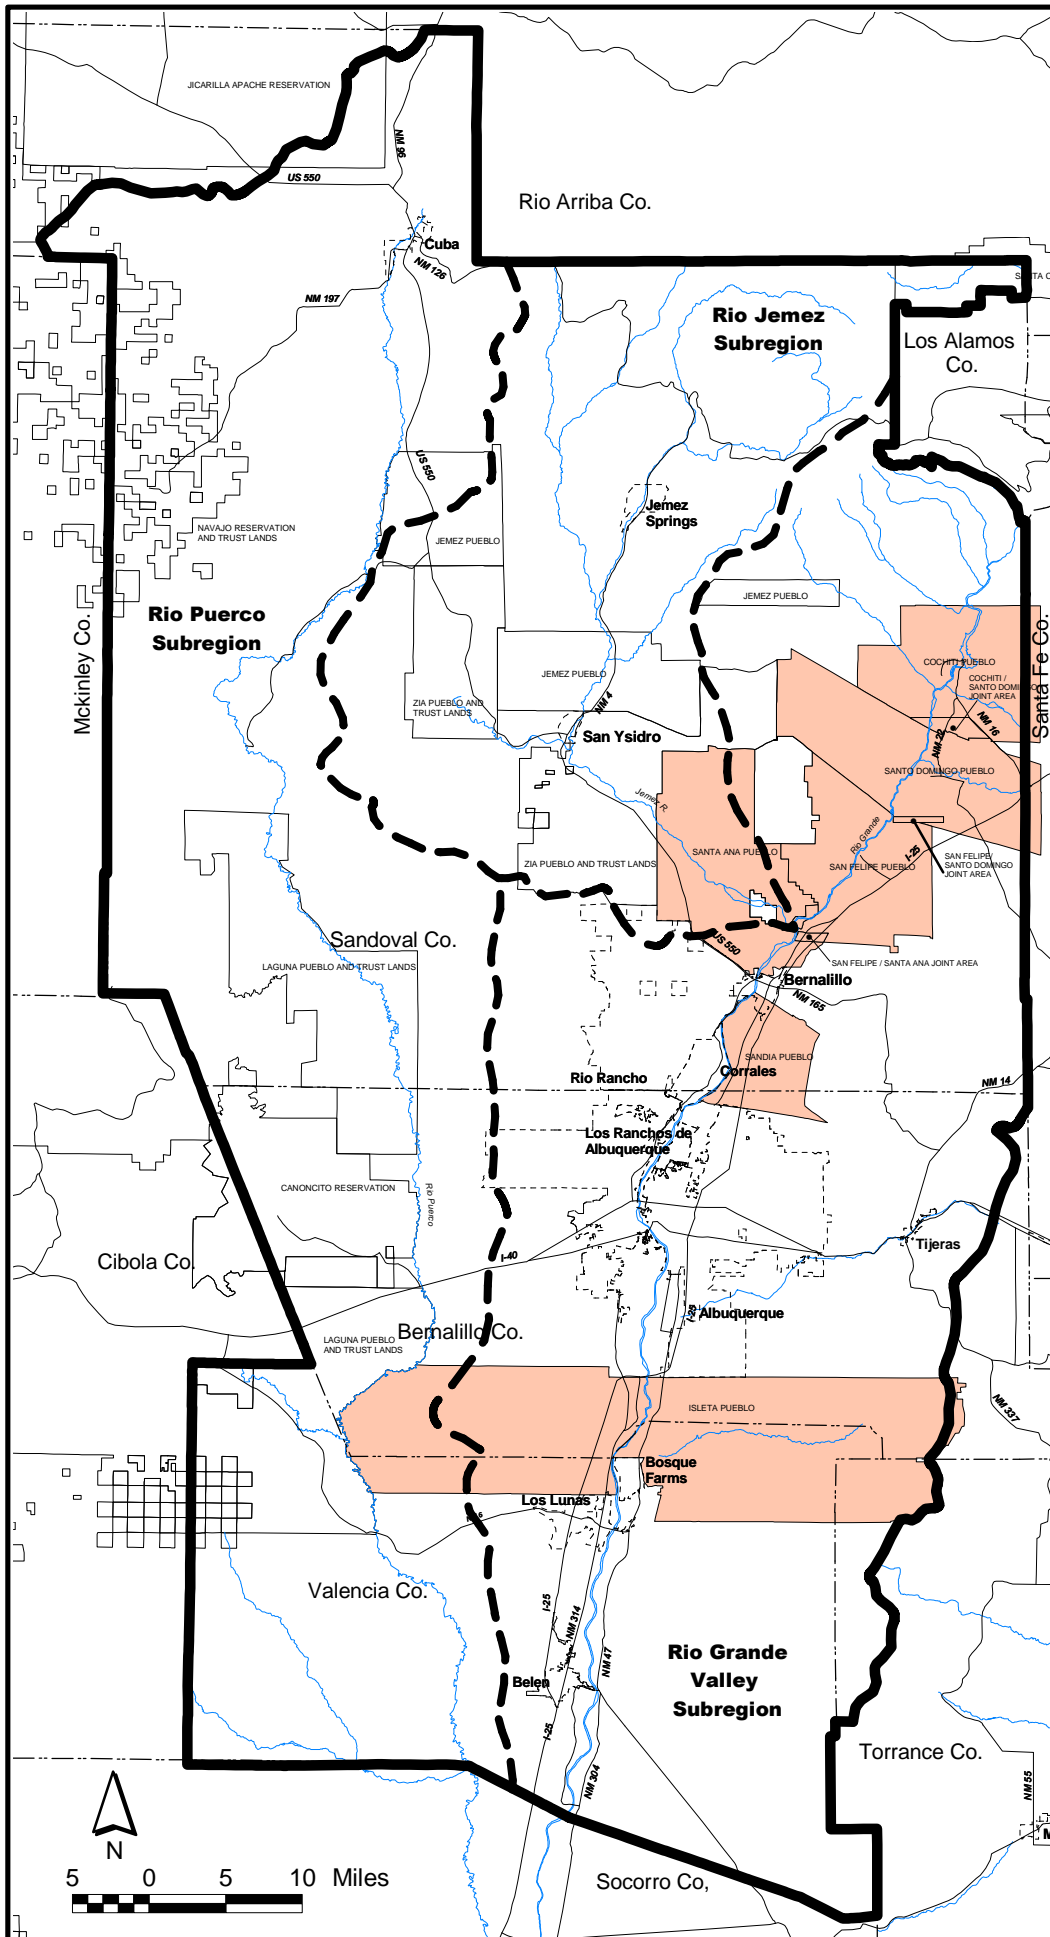 JICARILLA APACHE RESERVATION
NM 96
US 550
Rio Arriba Co.
Cuba
NM 126
NM 197
Rio Jemez
Subregion
Los Alamos
Co.
US 550
Jemez
Springs
NAVAJO RESERVATION
AND TRUST LANDS
JEMEZ PUEBLO
JEMEZ PUEBLO
Rio Puerco
Subregion
Mckinley Co.
Santa Fe Co.
COCHITI PUEBLO
JEMEZ PUEBLO
COCHITI /
SANTO DOMINGO
JOINT AREA
ZIA PUEBLO AND
TRUST LANDS
NM 4
NM 16
NM 22
San Ysidro
SANTO DOMINGO PUEBLO
Jemez R.
Rio Grande
I-25
SANTA ANA PUEBLO
ZIA PUEBLO AND TRUST LANDS
SAN FELIPE PUEBLO
SAN FELIPE/
SANTO DOMINGO
JOINT AREA
Sandoval Co.
US 550
LAGUNA PUEBLO AND TRUST LANDS
SAN FELIPE / SANTA ANA JOINT AREA
Bernalillo
NM 165
SANDIA PUEBLO
Corrales
Rio Rancho
NM 14
Los Ranchos de
Albuquerque
CANONCITO RESERVATION
Rio Puerco
Tijeras
I-40
Cibola Co.
Albuquerque
I-25
Bernalillo Co.
LAGUNA PUEBLO
AND TRUST LANDS
ISLETA PUEBLO
NM 337
Bosque
Farms
Los Lunas
Valencia Co.
I-25
NM 314
NM 47
Rio Grande
Valley
Subregion
Belen
I-25
Torrance Co.
NM 304
NM 55
N
5 0 5 10 Miles
Socorro Co,